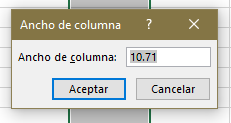 Ancho de columna ? ×
Ancho de columna: 10.71
Aceptar Cancelar